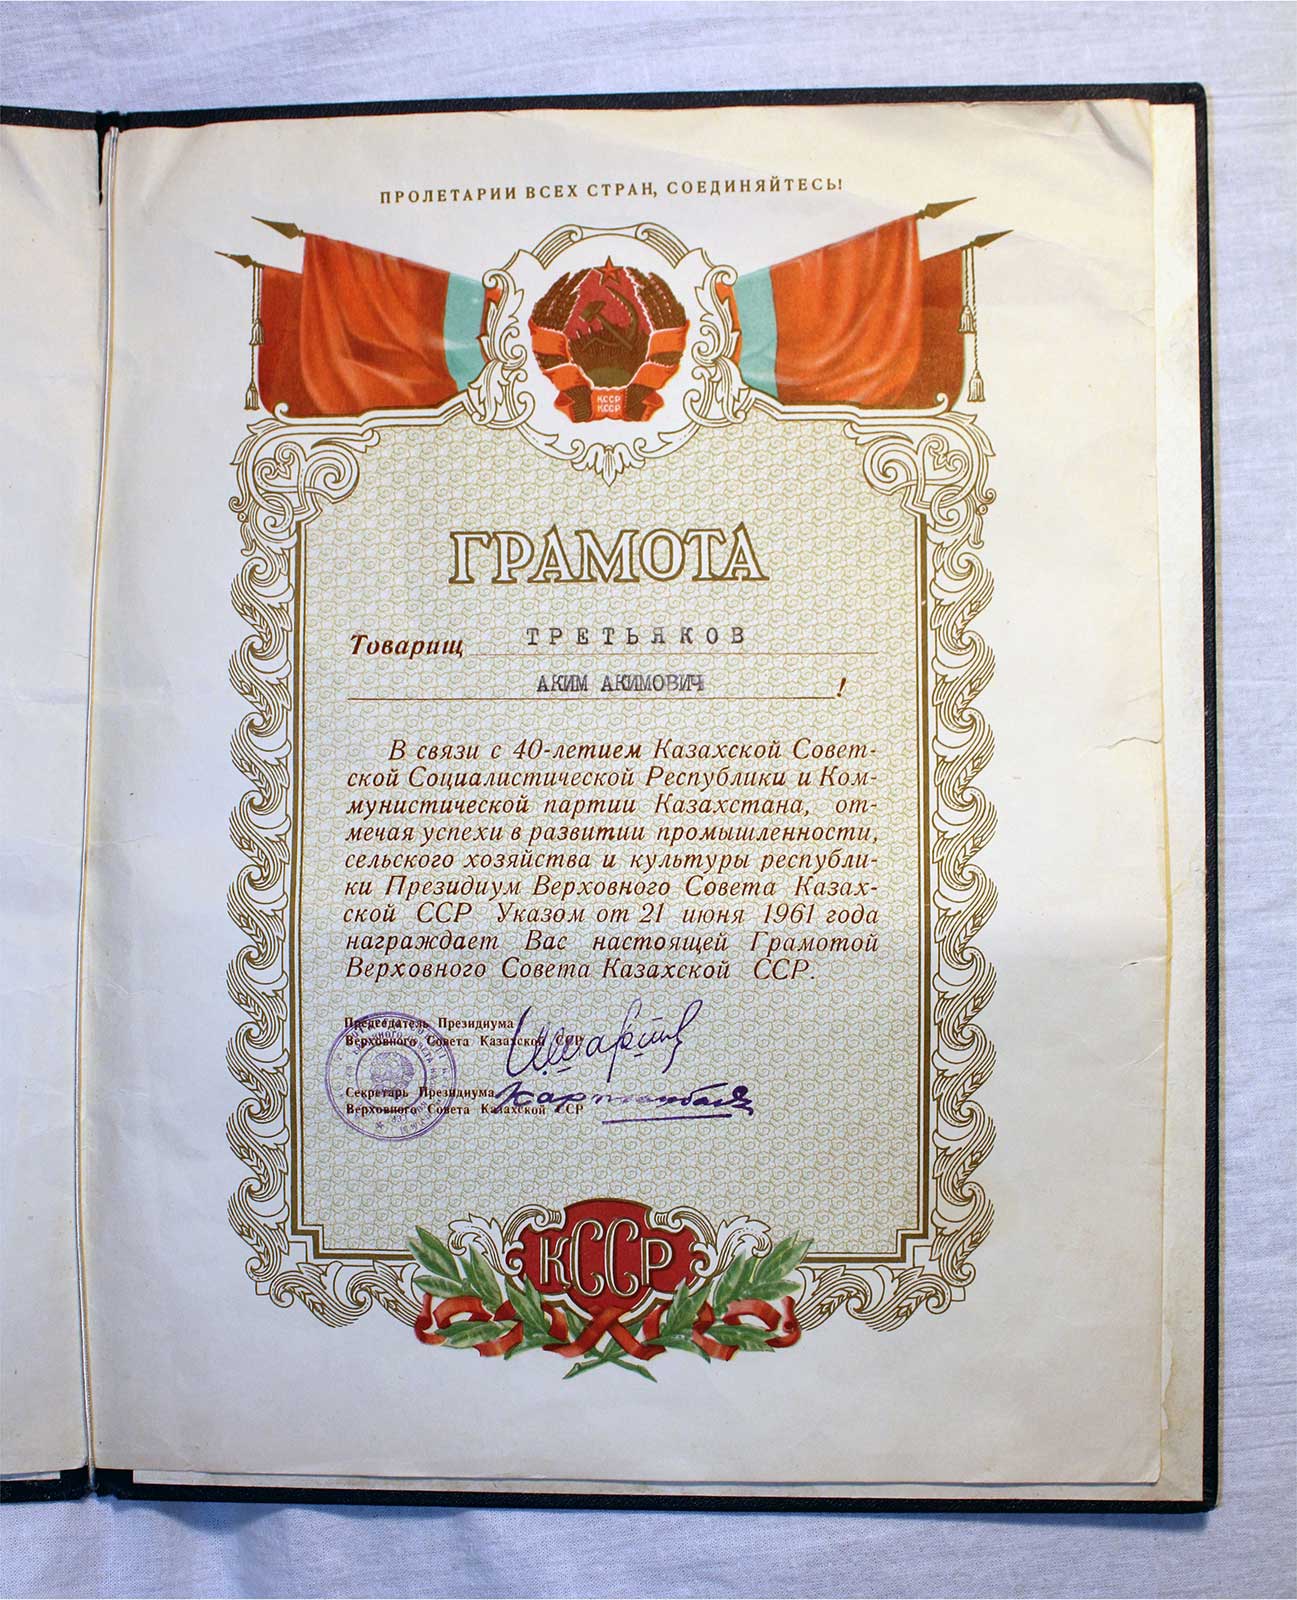 ПРОЛЕТАРИИ ВСЕХ СТРАН, СОЕДИНЯЙТЕСЬ!
КССР
КССР
ГРАМОТА
Товарищ ТРЕТЬЯКОВ
АКИМ АКИМОВИЧ !
В связи с 40-летием Казахской Совет-
ской Социалистической Республики и Ком-
мунистической партии Казахстана, от-
мечая успехи в развитии промышленности,
сельского хозяйства и культуры республи-
ки Президиум Верховного Совета Казах-
ской ССР Указом от 21 июня 1961 года
награждает Вас настоящей Грамотой
Верховного Совета Казахской ССР.
Председатель Президиума
Верховного Совета Казахской ССР
Секретарь Президиума
Верховного Совета Казахской ССР
КССР